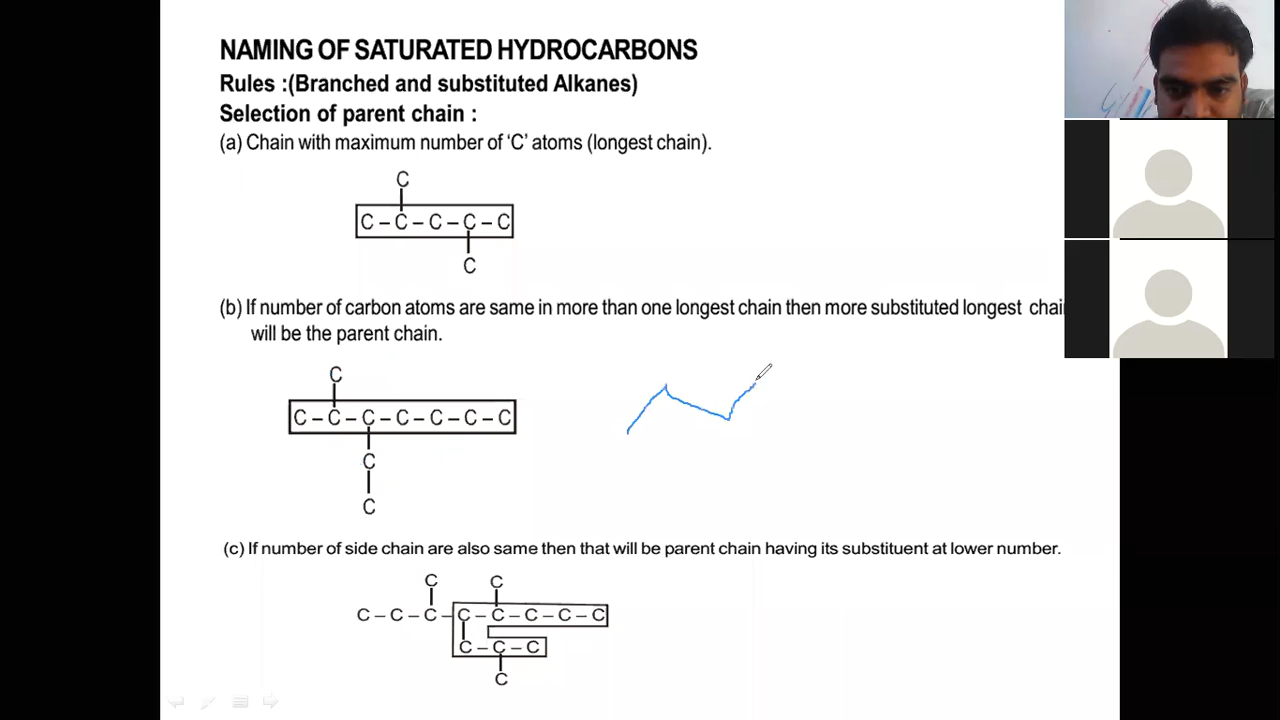 NAMING OF SATURATED HYDROCARBONS
Rules :(Branched and substituted Alkanes)
Selection of parent chain :
(a) Chain with maximum number of ‘C’ atoms (longest chain).
C
C – C – C – C – C
C
(b) If number of carbon atoms are same in more than one longest chain then more substituted longest chai
will be the parent chain.
C
C – C – C – C – C – C – C
C
C
(c) If number of side chain are also same then that will be parent chain having its substituent at lower number.
C C
C – C – C – C – C – C – C – C
C – C – C
C